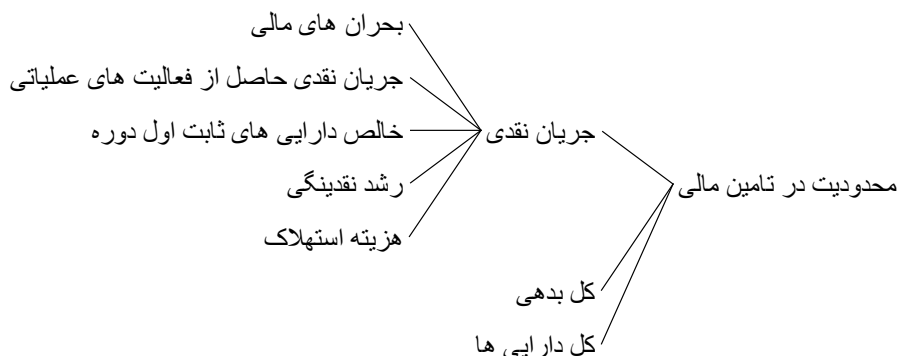 بحران های مالی
جریان نقدی حاصل از فعالیت های عملیاتی
خالص دارایی های ثابت اول دوره
جریان نقدی
رشد نقدینگی
محدودیت در تامین مالی
هزیته استهلاک
کل بدهی
کل دارایی ها